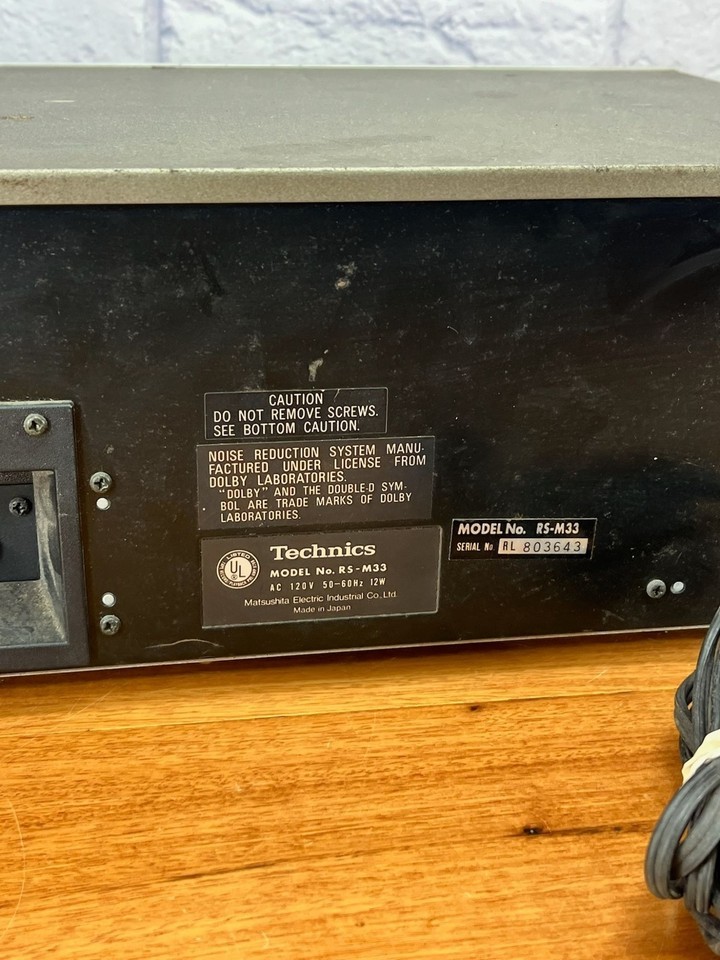 CAUTION
DO NOT REMOVE SCREWS.
SEE BOTTOM CAUTION.
NOISE REDUCTION SYSTEM MANU-
FACTURED UNDER LICENSE FROM
DOLBY LABORATORIES.
"DOLBY" AND THE DOUBLE-D SYM-
BOL ARE TRADE MARKS OF DOLBY
LABORATORIES.
LISTED
UL
Technics
MODEL No. RS-M33
AC 120V 50-60Hz 12W
Matsushita Electric Industrial Co., Ltd.
Made in Japan
MODEL No. RS-M33
SERIAL No. RL 803643